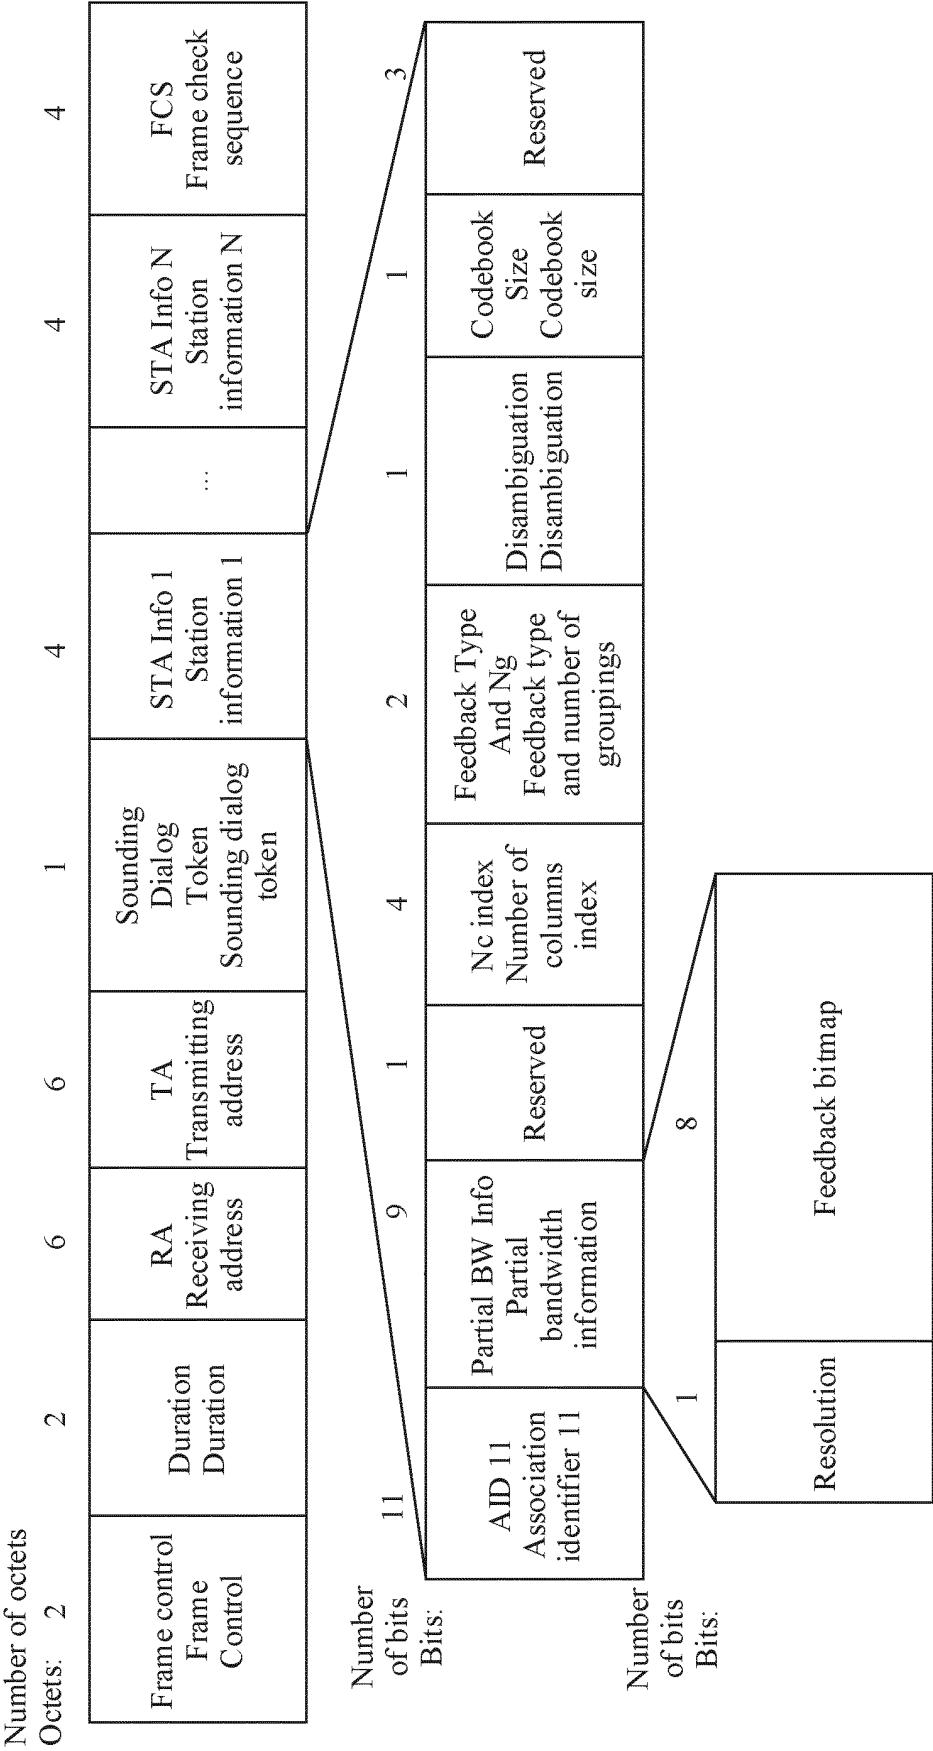 Number of octets
Octets:
2
2
6
6
1
4
4
4
Frame control
Frame
Control
Duration
Duration
RA
Receiving
address
TA
Transmitting
address
Sounding
Dialog
Token
Sounding dialog
token
STA Info 1
Station
information 1
...
STA Info N
Station
information N
FCS
Frame check
sequence
Number
of bits
Bits:
11
9
1
4
2
1
1
3
AID 11
Association
identifier 11
Partial BW Info
Partial
bandwidth
information
Reserved
Nc index
Number of
columns
index
Feedback Type
And Ng
Feedback type
and number of
groupings
Disambiguation
Disambiguation
Codebook
Size
Codebook
size
Reserved
Number
of bits
Bits:
1
8
Resolution
Feedback bitmap